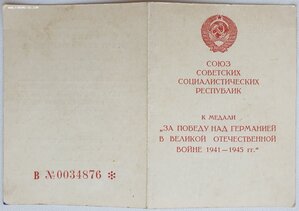 В №0034876 *
СОЮЗ
СОВЕТСКИХ
СОЦИАЛИСТИЧЕСКИХ
РЕСПУБЛИК
К МЕДАЛИ
„ЗА ПОБЕДУ НАД ГЕРМАНИЕЙ
В ВЕЛИКОЙ ОТЕЧЕСТВЕННОЙ
ВОЙНЕ 1941—1945 гг.“